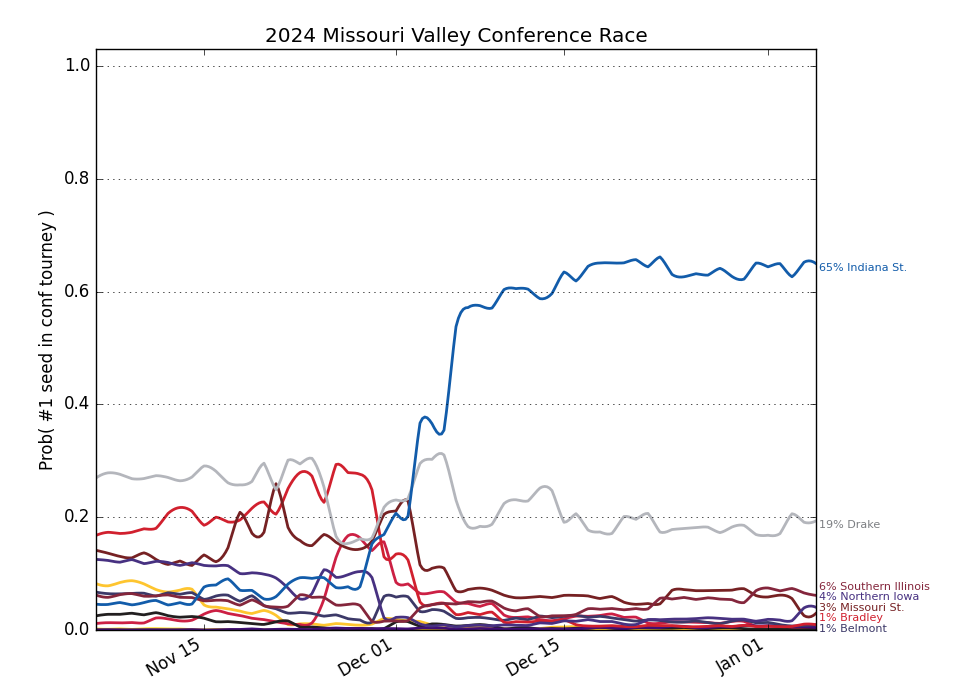 2024 Missouri Valley Conference Race
Prob( #1 seed in conf tourney )
1.0
0.8
0.6
0.4
0.2
0.0
Nov 15
Dec 01
Dec 15
Jan 01
65% Indiana St.
19% Drake
6% Southern Illinois
4% Northern Iowa
3% Missouri St.
1% Bradley
1% Belmont